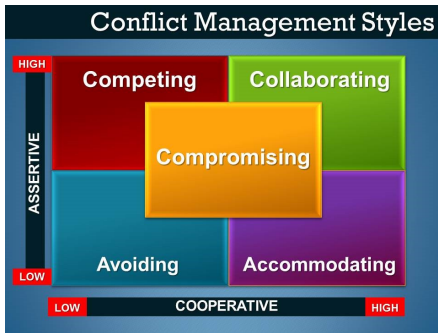 Conflict Management Styles
HIGH
Competing
Collaborating
Compromising
ASSERTIVE
Avoiding
Accommodating
LOW
LOW
COOPERATIVE
HIGH